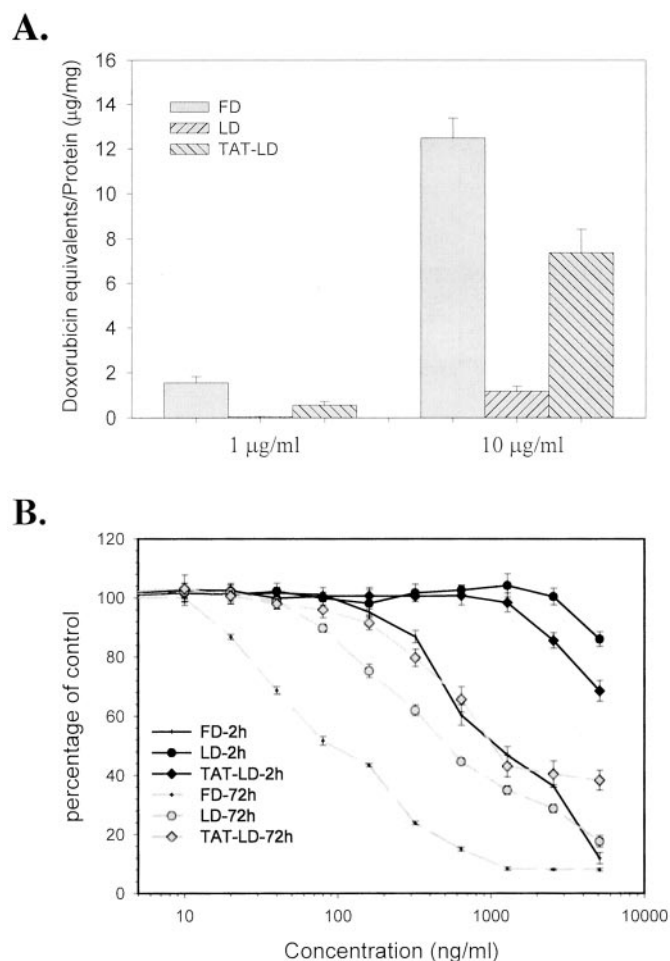 A.
Doxorubicin equivalents/Protein (µg/mg)
16
14
12
10
8
6
4
2
0
FD
LD
TAT-LD
1 µg/ml
10 µg/ml
B.
percentage of control
120
100
80
60
40
20
0
FD-2h
LD-2h
TAT-LD-2h
FD-72h
LD-72h
TAT-LD-72h
10
100
1000
10000
Concentration (ng/ml)